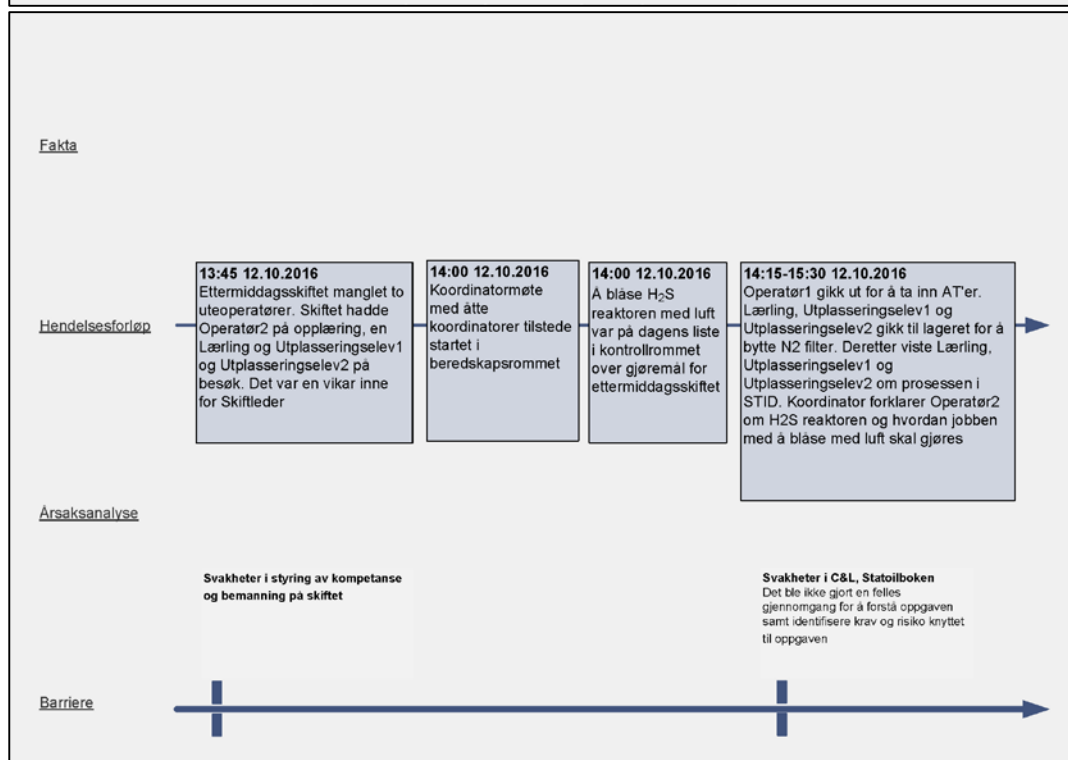 Fakta
Hendelsesforløp
13:45 12.10.2016
Ettermiddagsskiftet manglet to
uteoperatører. Skiftet hadde
Operatør2 på opplæring, en
Lærling og Utplasseringselev1
og Utplasseringselev2 på
besøk. Det var en vikar inne
for Skiftleder
14:00 12.10.2016
Koordinatormøte
med åtte
koordinatorer tilstede
startet i
beredskapsrommet
14:00 12.10.2016
Å blåse H₂S
reaktoren med luft
var på dagens liste
i kontrollrommet
over gjøremål for
ettermiddagsskiftet
14:15-15:30 12.10.2016
Operatør1 gikk ut for å ta inn AT'er.
Lærling, Utplasseringselev1 og
Utplasseringselev2 gikk til lageret for å
bytte N2 filter. Deretter viste Lærling,
Utplasseringselev1 og
Utplasseringselev2 om prosessen i
STID. Koordinator forklarer Operatør2
om H2S reaktoren og hvordan jobben
med å blåse med luft skal gjøres
Årsaksanalyse
Svakheter i styring av kompetanse
og bemanning på skiftet
Svakheter i C&L, Statoilboken
Det ble ikke gjort en felles
gjennomgang for å forstå oppgaven
samt identifisere krav og risiko knyttet
til oppgaven
Barriere